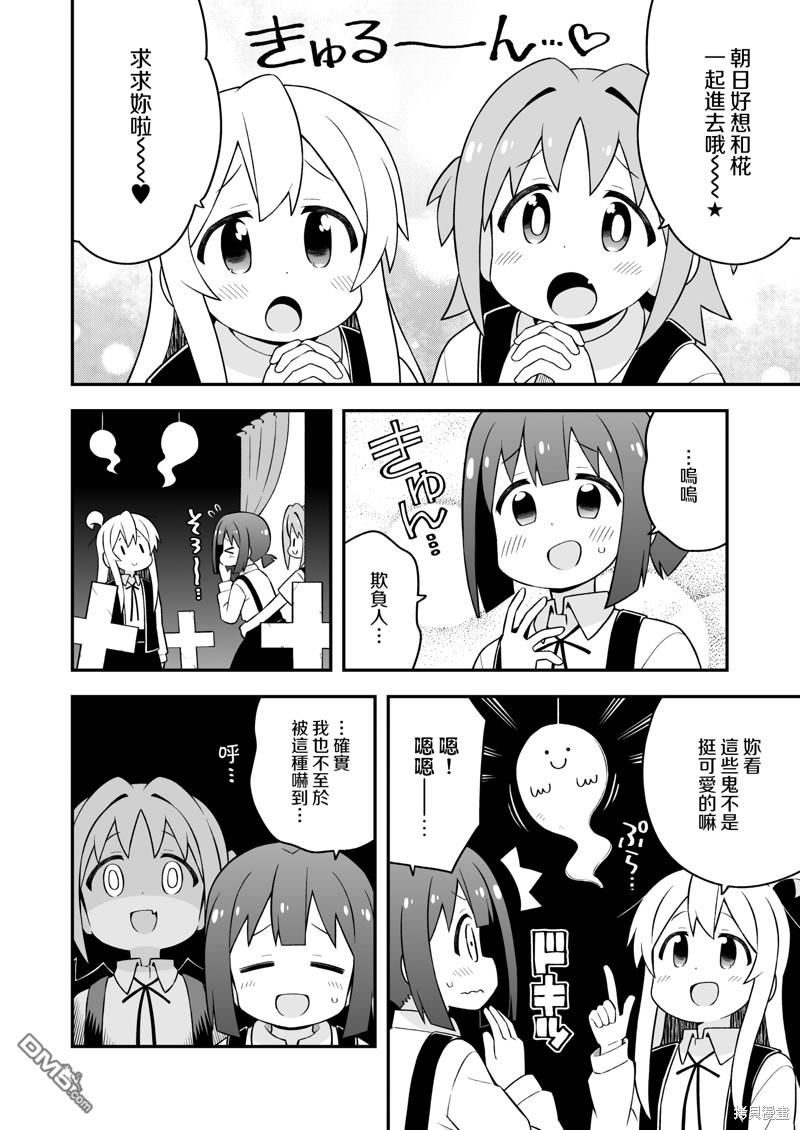 きゅるーーん…♡
朝日好想和椛
一起進去哦～～★
求求妳啦～～♥
…嗚嗚
きゅん…
欺負人…
そろ～…
妳看
這些鬼不是
挺可愛的嘛
嗯！
嗯嗯——…
ぷら…
ドキッ
…確實
我也不至於
被這種嚇到…
呼…
DM5.com
拷貝漫畫